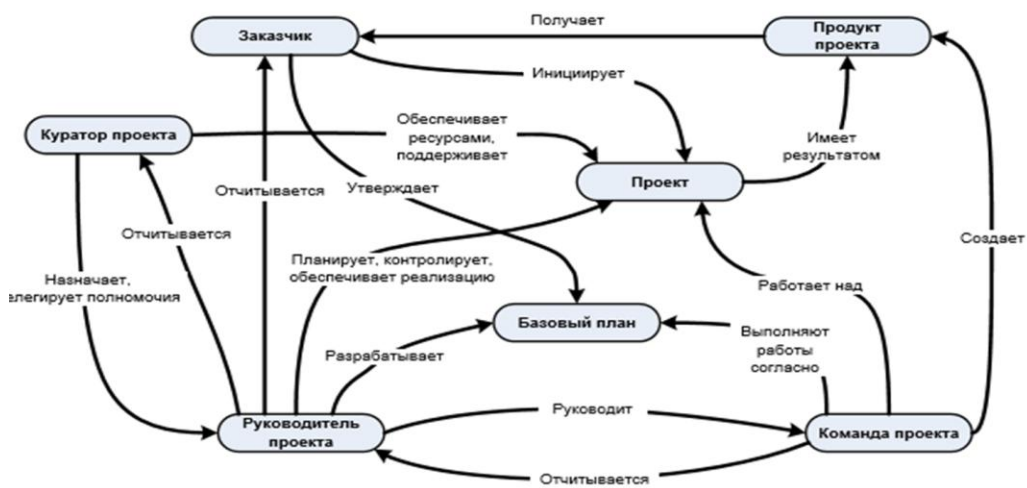 Получает
Заказчик
Продукт
проекта
Инициирует
Куратор проекта
Обеспечивает
ресурсами,
поддерживает
Имеет
результатом
Проект
Отчитывается
Утверждает
Отчитывается
Создает
Планирует, контролирует,
обеспечивает реализацию
Назначает,
елегирует полномочия
Работает над
Базовый план
Выполняют
работы
согласно
Разрабатывает
Руководитель
проекта
Руководит
Команда проекта
Отчитывается